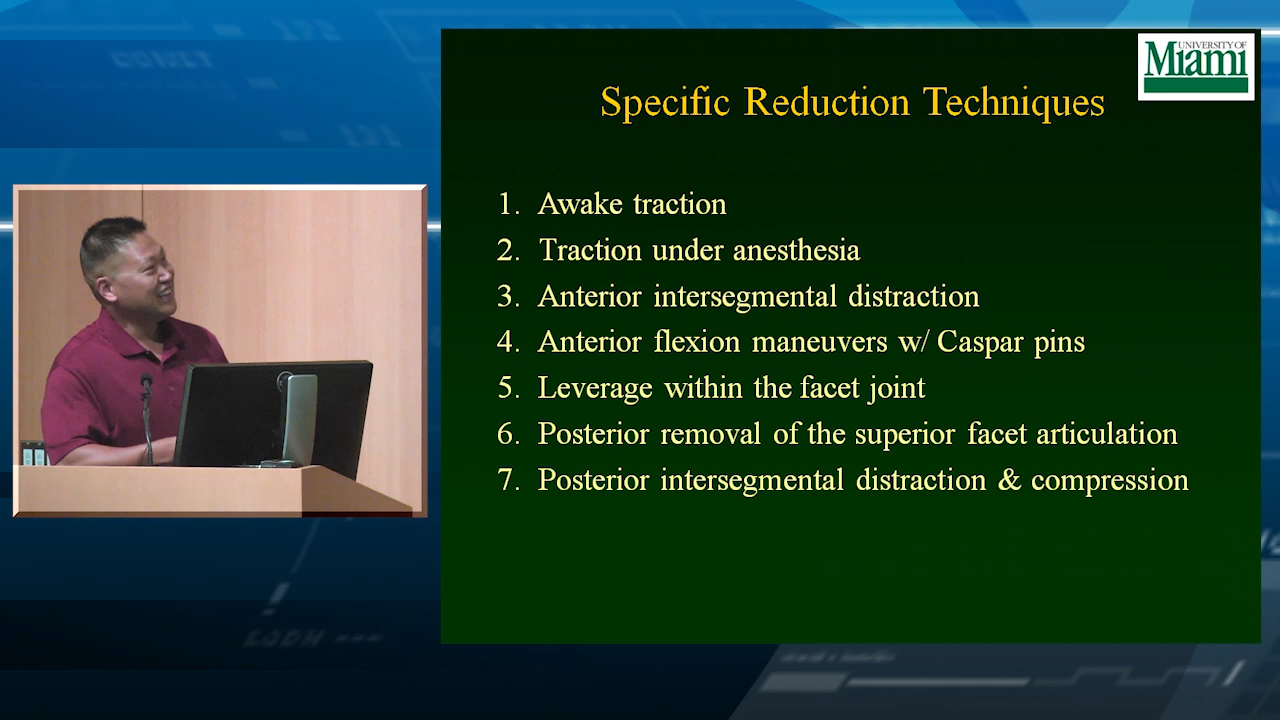 UNIVERSITY OF
Miami
Specific Reduction Techniques
1. Awake traction
2. Traction under anesthesia
3. Anterior intersegmental distraction
4. Anterior flexion maneuvers w/ Caspar pins
5. Leverage within the facet joint
6. Posterior removal of the superior facet articulation
7. Posterior intersegmental distraction & compression